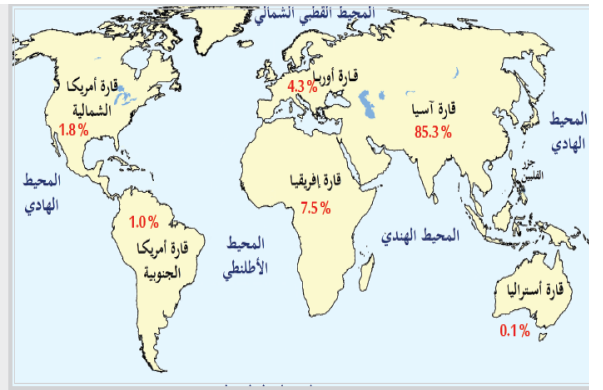 المحيط القطبي الشمالي
قارة أمريكا
الشمالية
1.8%
قارة أوربا
4.3%
قارة آسيا
85.3%
المحيط
الهادي
جزر
الفلبين
المحيط
الهادي
قارة إفريقيا
7.5%
1.0%
قارة أمريكا
الجنوبية
المحيط
الأطلنطي
المحيط الهندي
قارة أستراليا
0.1%